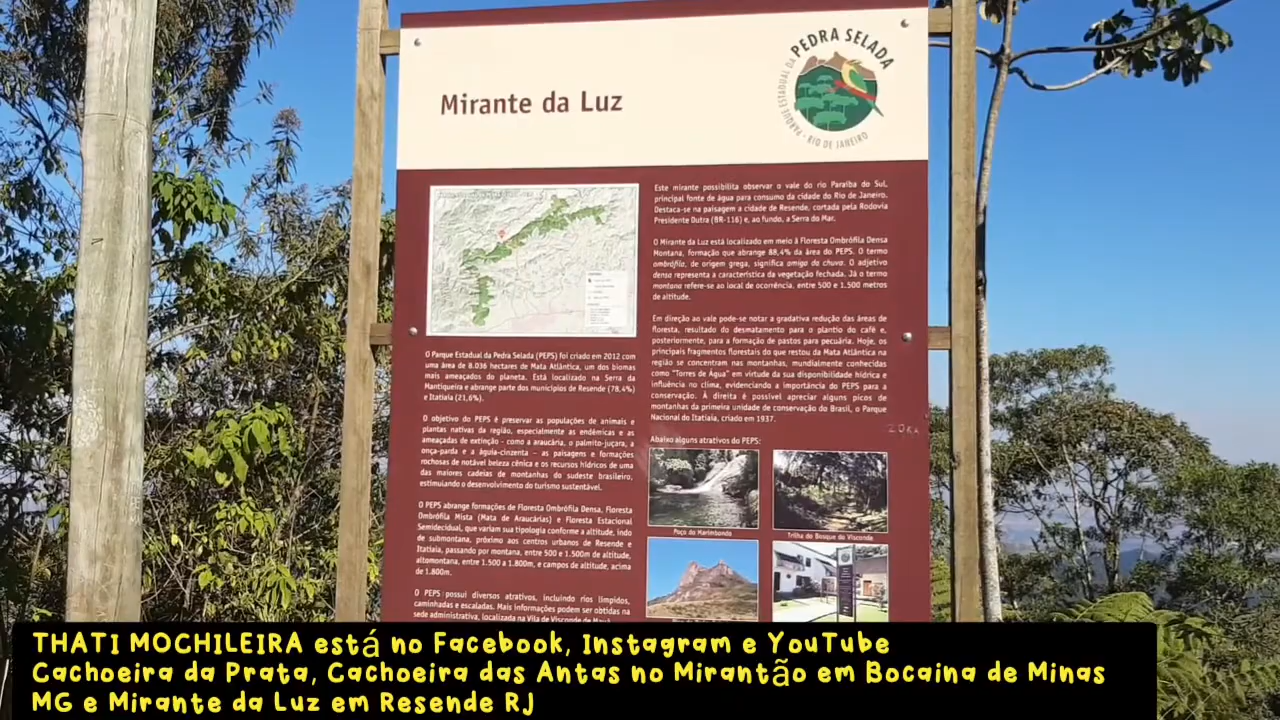 Mirante da Luz
PARQUE ESTADUAL DA PEDRA SELADA
RIO DE JANEIRO
O Parque Estadual da Pedra Selada (PEPS) foi criado em 2012 com
uma área de 8.036 hectares de Mata Atlântica, um dos biomas
mais ameaçados do planeta. Está localizado na Serra da
Mantiqueira e abrange parte dos municípios de Resende (78,4%)
e Itatiaia (21,6%).
O objetivo do PEPS é preservar as populações de animais e
plantas nativas da região, especialmente as endêmicas e as
ameaçadas de extinção - como a araucária, o palmito-juçara, a
onça-parda e a águia-cinzenta - as paisagens e formações
rochosas de notável beleza cênica e os recursos hídricos de uma
das maiores cadeias de montanhas do sudeste brasileiro,
estimulando o desenvolvimento do turismo sustentável.
O PEPS abrange formações de Floresta Ombrófila Densa, Floresta
Ombrófila Mista (Mata de Araucárias) e Floresta Estacional
Semidecidual, que variam sua tipologia conforme a altitude, indo
de submontana, próximo aos centros urbanos de Resende e
Itatiaia, passando por montana, entre 500 e 1.500m de altitude,
altomontana, entre 1.500 a 1.800m, e campos de altitude, acima
de 1.800m.
O PEPS possui diversos atrativos, incluindo rios límpidos,
caminhadas e escaladas. Mais informações podem ser obtidas na
sede administrativa, localizada na Vila de Visconde de Mauá
Este mirante possibilita observar o vale do rio Paraíba do Sul,
principal fonte de água para consumo da cidade do Rio de Janeiro.
Destaca-se na paisagem a cidade de Resende, cortada pela Rodovia
Presidente Dutra (BR-116) e, ao fundo, a Serra do Mar.
O Mirante da Luz está localizado em meio à Floresta Ombrófila Densa
Montana, formação que abrange 88,4% da área do PEPS. O termo
ombrófila, de origem grega, significa amigo da chuva. O adjetivo
densa representa a característica da vegetação fechada. Já o termo
montana refere-se ao local de ocorrência, entre 500 e 1.500 metros
de altitude.
Em direção ao vale pode-se notar a gradativa redução das áreas de
floresta, resultado do desmatamento para o plantio do café e,
posteriormente, para a formação de pastos para pecuária. Hoje, os
principais fragmentos florestais do que restou da Mata Atlântica na
região se concentram nas montanhas, mundialmente conhecidas
como "Torres de Água" em virtude da sua disponibilidade hídrica e
influência no clima, evidenciando a importância do PEPS para a
conservação. À direita é possível apreciar alguns picos de
montanhas da primeira unidade de conservação do Brasil, o Parque
Nacional do Itatiaia, criado em 1937.
Abaixo alguns atrativos do PEPS:
Poço do Marimbondo
Trilha do Bosque do Visconde
THATI MOCHILEIRA está no Facebook, Instagram e YouTube
Cachoeira da Prata, Cachoeira das Antas no Mirantão em Bocaina de Minas
MG e Mirante da Luz em Resende RJ